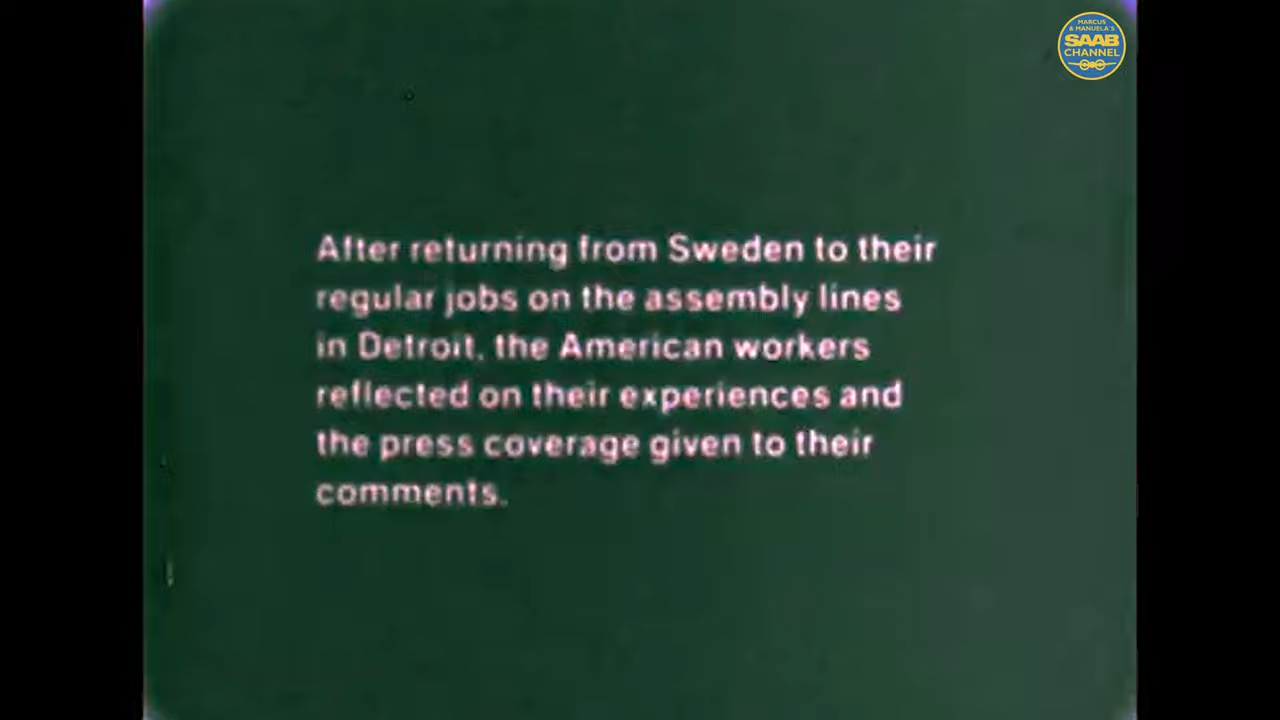 MARCUS
& MANUELA'S
SAAB
CHANNEL
After returning from Sweden to their
regular jobs on the assembly lines
in Detroit, the American workers
reflected on their experiences and
the press coverage given to their
comments.